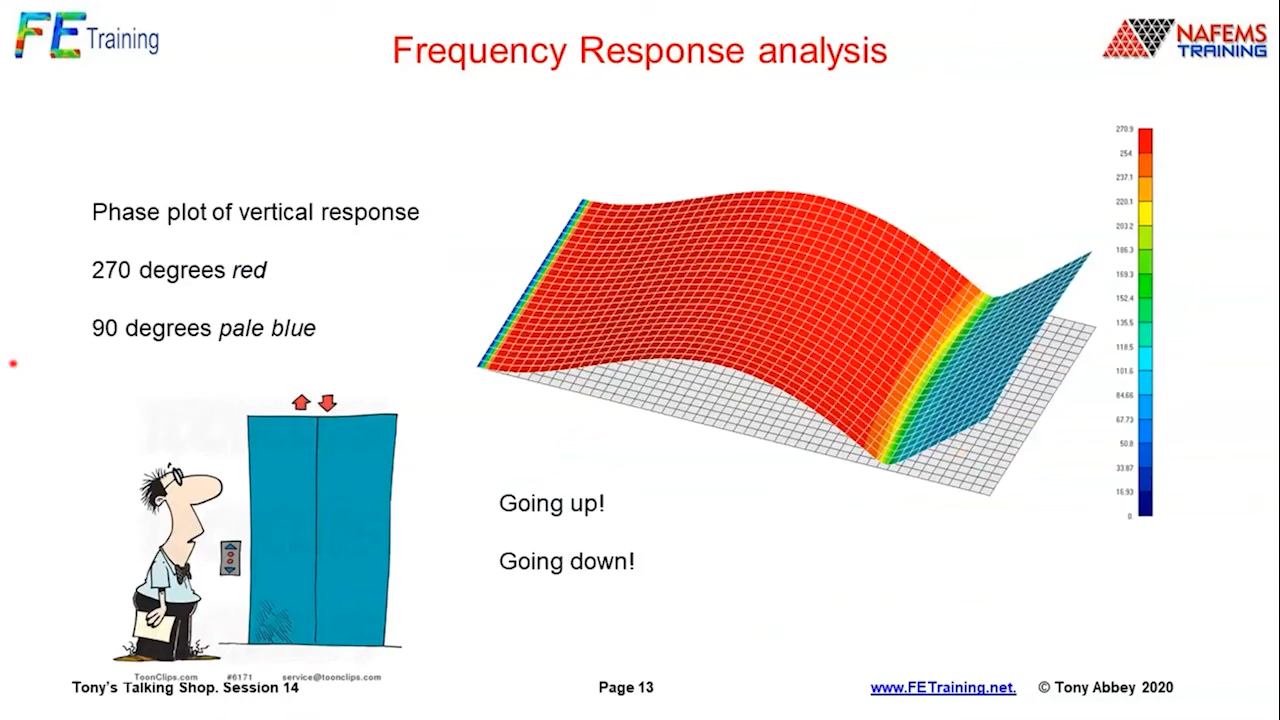 FE Training
Frequency Response analysis
NAFEMS
TRAINING
Phase plot of vertical response
270 degrees red
90 degrees pale blue
270.9
254
237.1
220.1
203.2
186.3
169.3
152.4
135.5
118.5
101.6
84.66
67.73
50.8
33.87
16.93
0.
Going up!
Going down!
ToonClips.com #6171 service@toonclips.com
Tony's Talking Shop. Session 14
Page 13
www.FETraining.net.
© Tony Abbey 2020